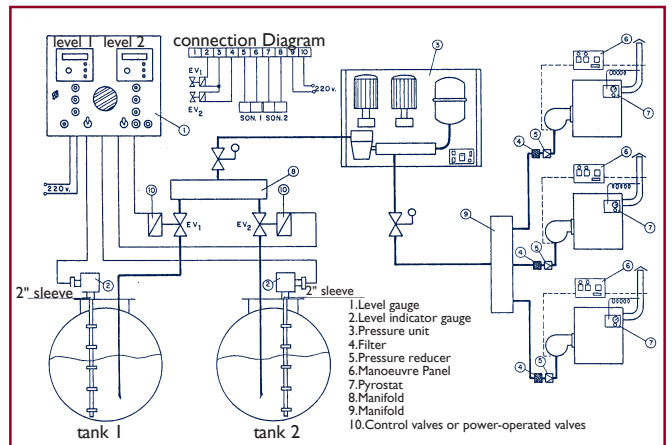 level 1 level 2
connection Diagram
1 2 3 4 5 6 7 8 9 10
EV1
EV2
SON. 1 SON. 2
220v.
3
1
220v.
10
10
8
EV1
EV2
2
2
2" sleeve
2" sleeve
tank 1
tank 2
9
6
7
4
5
6
7
4
5
6
7
4
5
1.Level gauge
2.Level indicator gauge
3.Pressure unit
4.Filter
5.Pressure reducer
6.Manoeuvre Panel
7.Pyrostat
8.Manifold
9.Manifold
10.Control valves or power-operated valves